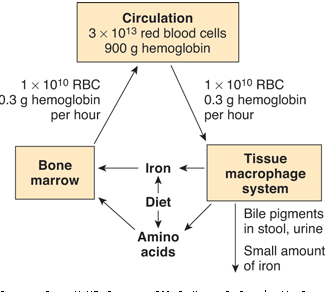 Circulation
3 × 10¹³ red blood cells
900 g hemoglobin
1 × 10¹⁰ RBC
0.3 g hemoglobin
per hour
1 × 10¹⁰ RBC
0.3 g hemoglobin
per hour
Bone
marrow
Iron
Diet
Amino
acids
Tissue
macrophage
system
Bile pigments
in stool, urine
Small amount
of iron